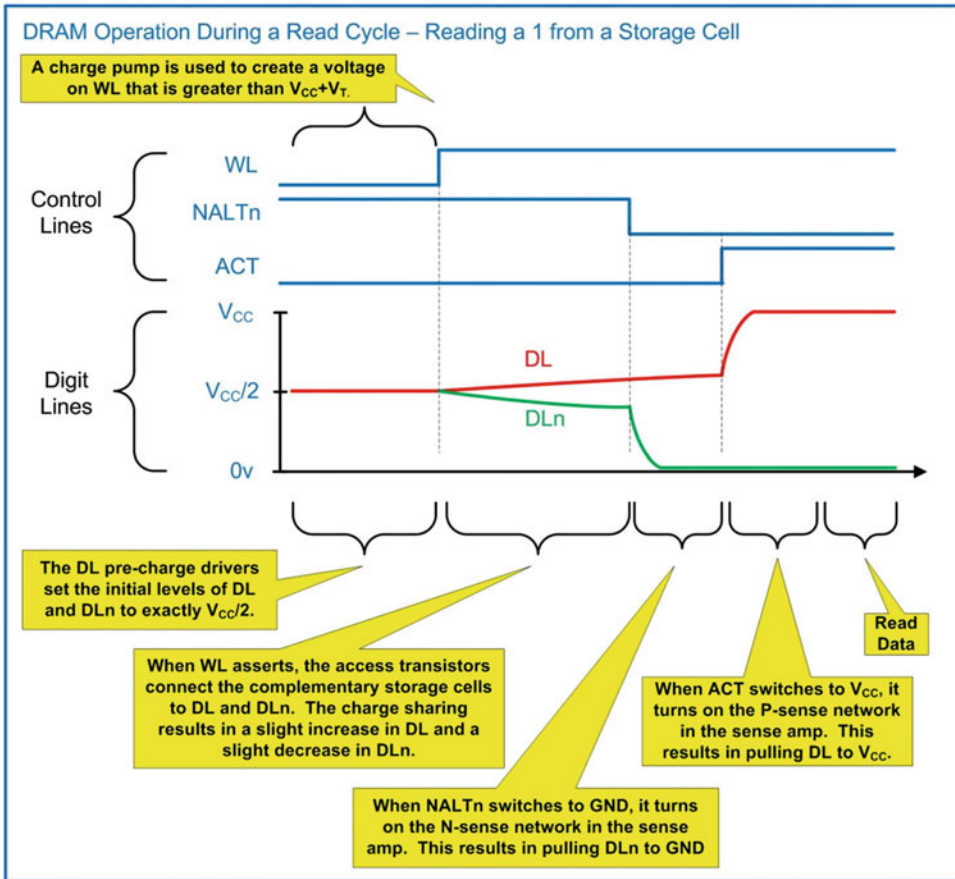 DRAM Operation During a Read Cycle – Reading a 1 from a Storage Cell
A charge pump is used to create a voltage
on WL that is greater than VCC+VT.
Control
Lines
WL
NALTn
ACT
Digit
Lines
VCC
VCC/2
0v
DL
DLn
The DL pre-charge drivers
set the initial levels of DL
and DLn to exactly VCC/2.
When WL asserts, the access transistors
connect the complementary storage cells
to DL and DLn. The charge sharing
results in a slight increase in DL and a
slight decrease in DLn.
When NALTn switches to GND, it turns
on the N-sense network in the sense
amp. This results in pulling DLn to GND
When ACT switches to VCC, it
turns on the P-sense network
in the sense amp. This
results in pulling DL to VCC.
Read
Data